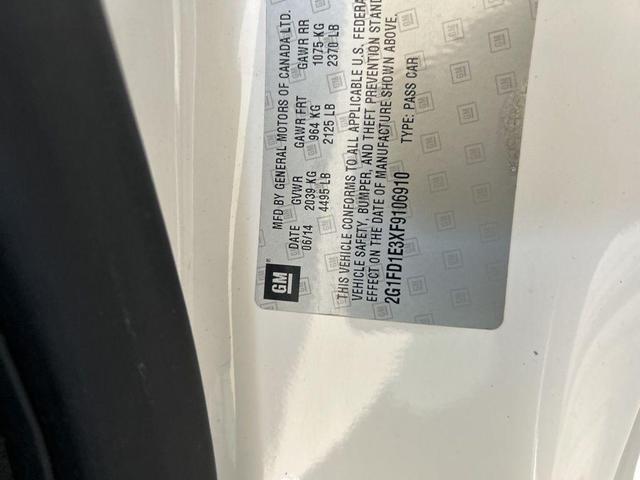 MFD BY GENERAL MOTORS OF CANADA LTD.
DATE GVWR GAWR FRT GAWR RR
06/14 2039 KG 964 KG 1075 KG
4495 LB 2125 LB 2370 LB
GM
THIS VEHICLE CONFORMS TO ALL APPLICABLE U.S. FEDERA
VEHICLE SAFETY, BUMPER, AND THEFT PREVENTION STAND
EFFECT ON THE DATE OF MANUFACTURE SHOWN ABOVE.
2G1FD1E3XF9106910 TYPE: PASS CAR